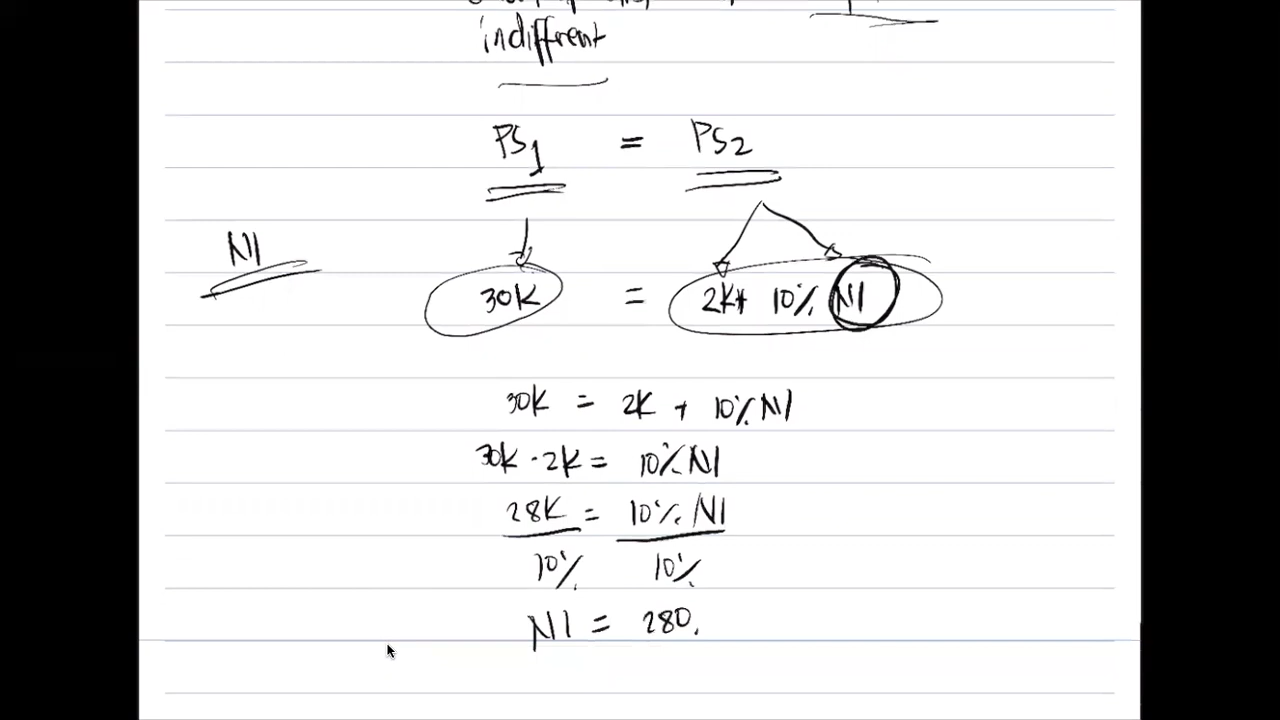 indiffrent
PS1 = PS2
NI
30K = 2K+ 10% NI
30K = 2K + 10% NI
30K - 2K = 10% NI
28K = 10% NI
10% 10%
NI = 280,